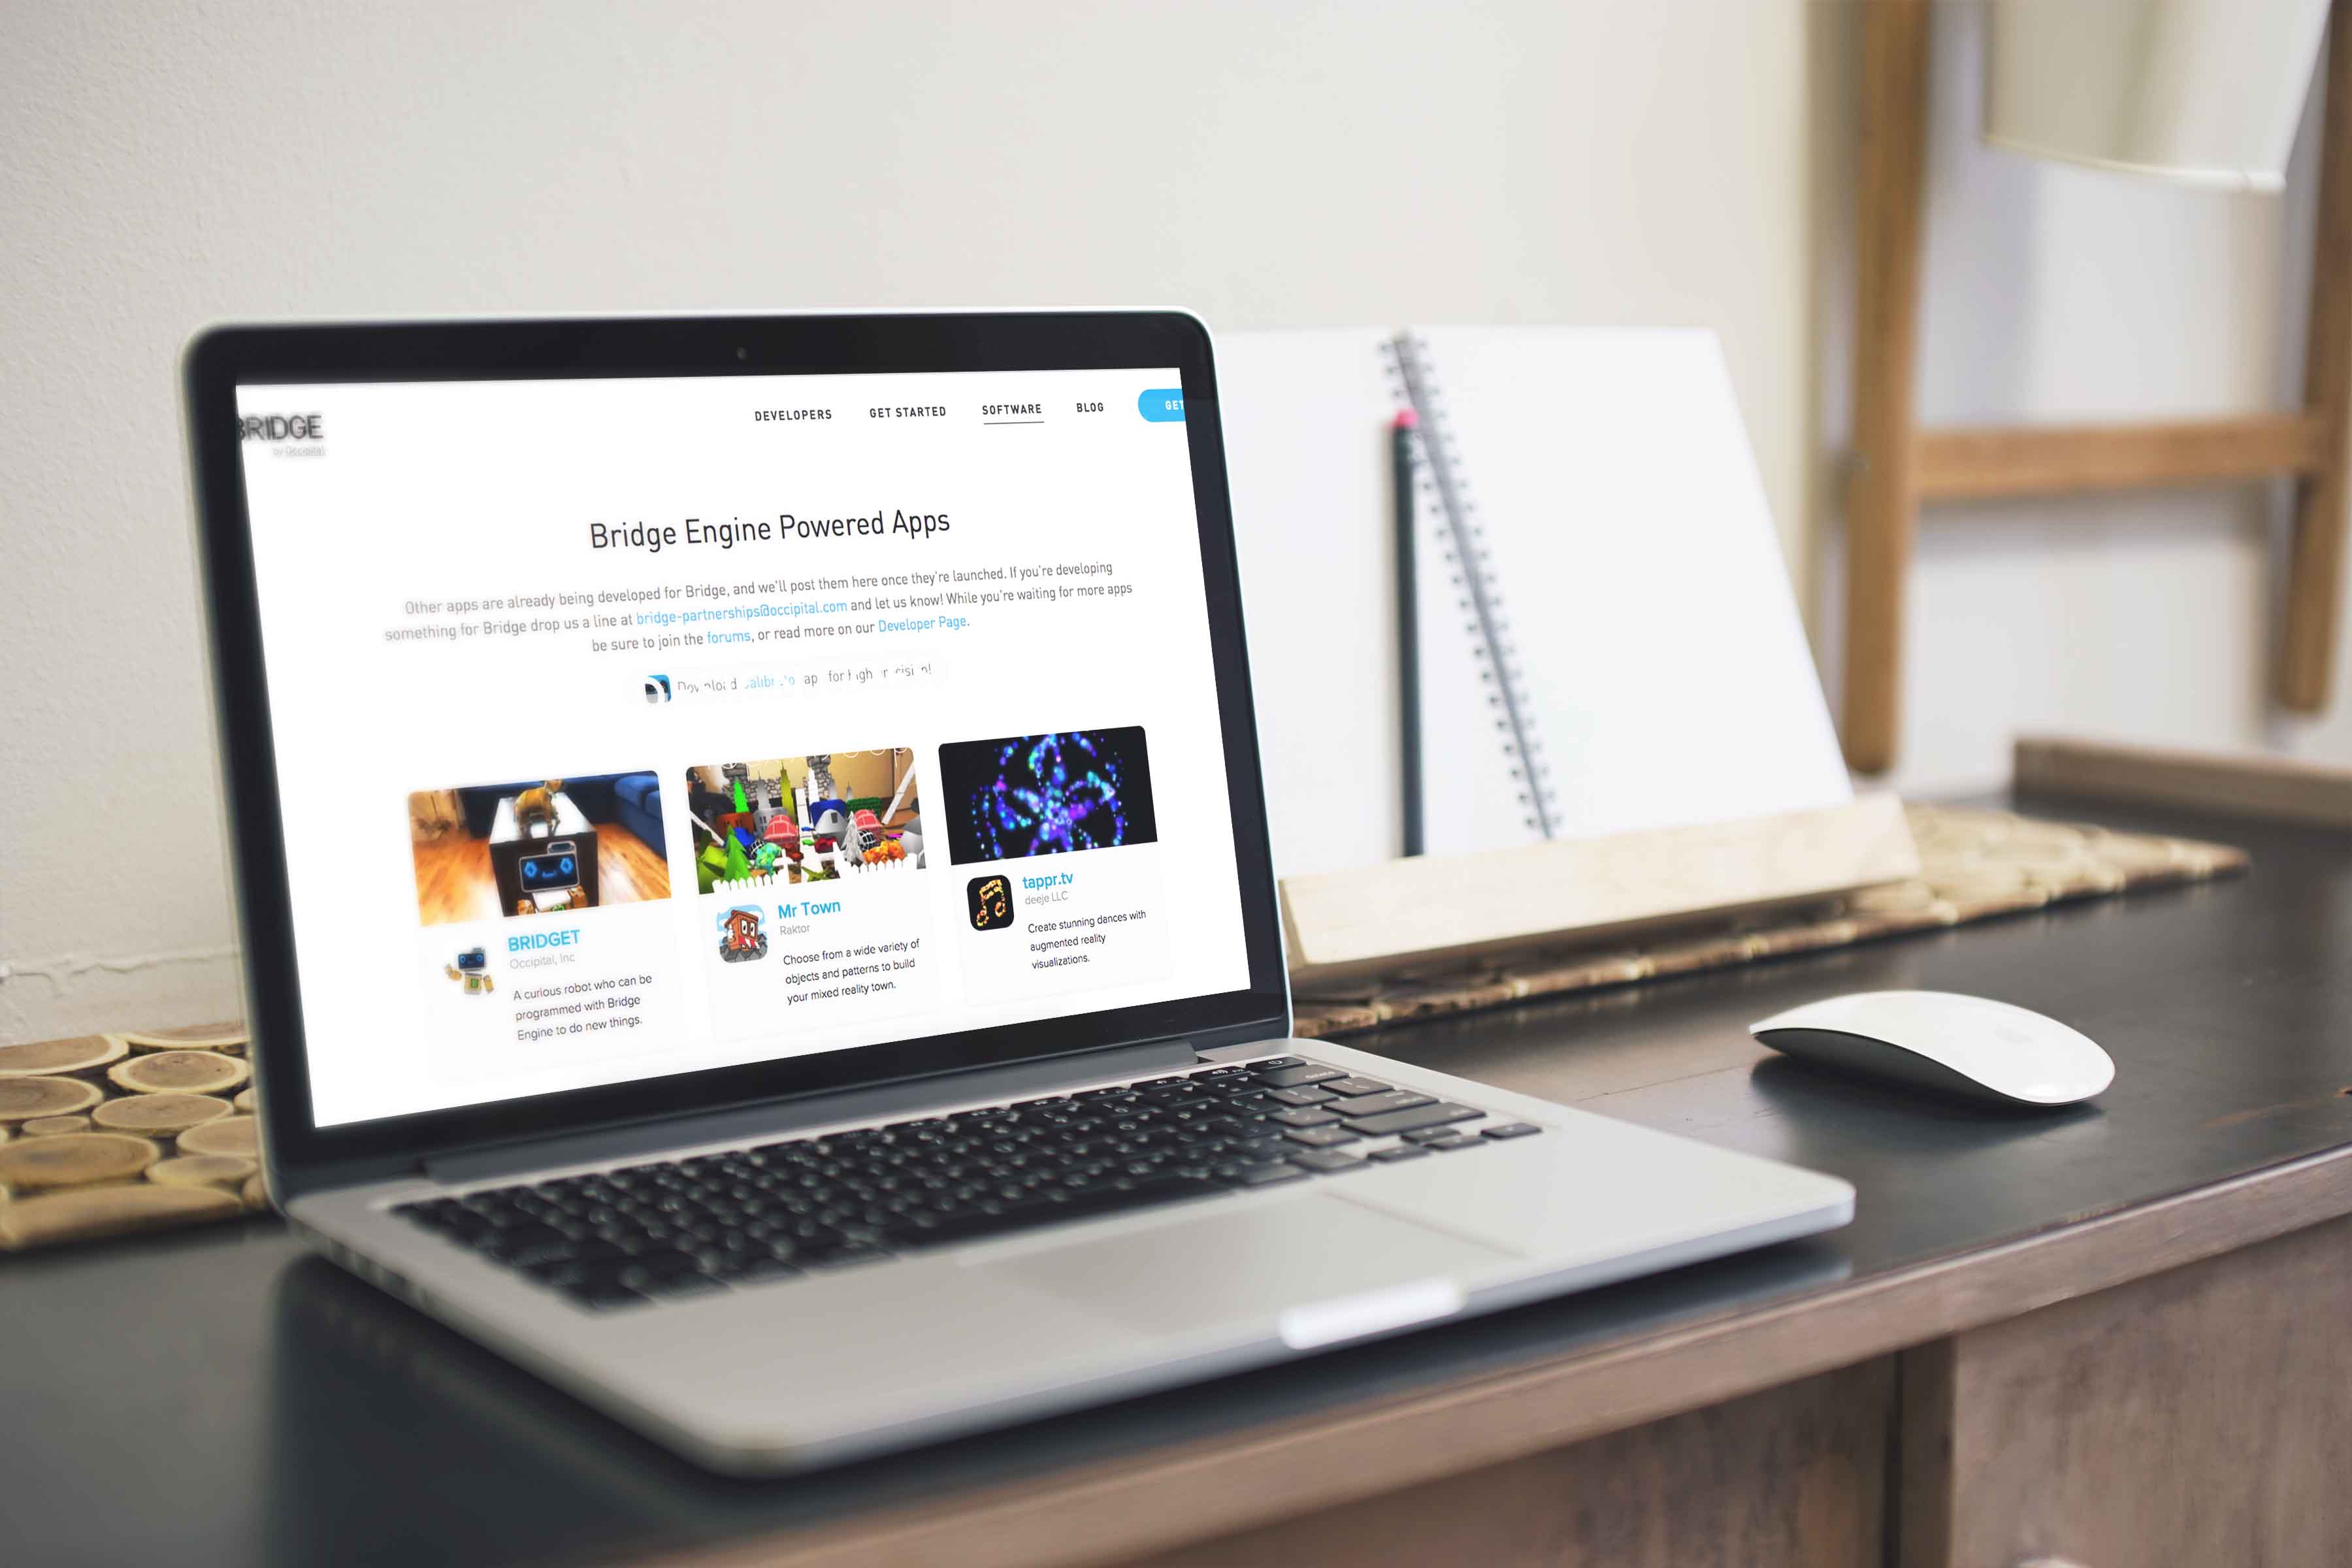 BRIDGE
by Occipital
DEVELOPERS GET STARTED SOFTWARE BLOG GET
Bridge Engine Powered Apps
Other apps are already being developed for Bridge, and we'll post them here once they're launched. If you're developing
something for Bridge drop us a line at bridge-partnerships@occipital.com and let us know! While you're waiting for more apps
be sure to join the forums, or read more on our Developer Page.
for
BRIDGET
Occipital, Inc
A curious robot who can be
programmed with Bridge
Engine to do new things.
Mr Town
Raktor
Choose from a wide variety of
objects and patterns to build
your mixed reality town.
tappr.tv
deeje LLC
Create stunning dances with
augmented reality
visualizations.